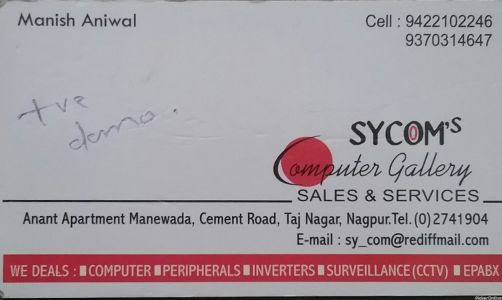 Manish Aniwal
Cell : 9422102246
9370314647
+ve
demo.
SYCOM'S
Computer Gallery
SALES & SERVICES
Anant Apartment Manewada, Cement Road, Taj Nagar, Nagpur.Tel. (0) 2741904
E-mail : sy_com@rediffmail.com
WE DEALS : ■COMPUTER ■PERIPHERALS ■INVERTERS ■SURVEILLANCE (CCTV) ■EPABX